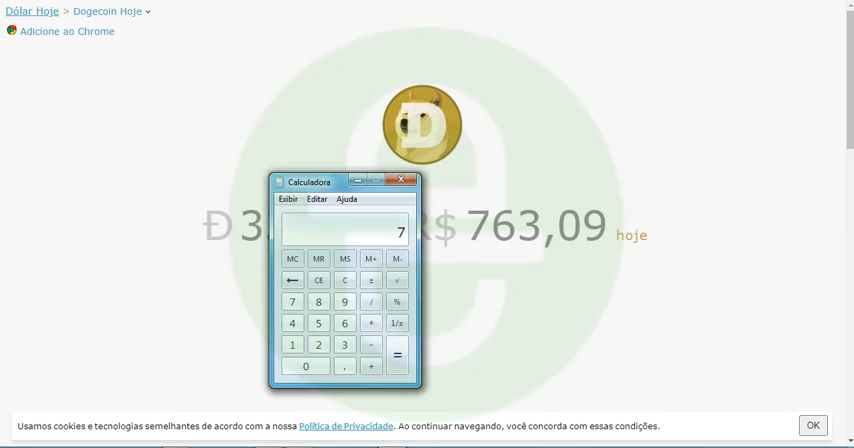 Dólar Hoje > Dogecoin Hoje
Adicione ao Chrome
D
Calculadora
Exibir Editar Ajuda
7
Ð 3 R$ 763,09 hoje
MC MR MS M+ M-
← CE C ± √
7 8 9 / %
4 5 6 * 1/x
1 2 3 - =
0 , +
Usamos cookies e tecnologias semelhantes de acordo com a nossa Política de Privacidade. Ao continuar navegando, você concorda com essas condições.
OK